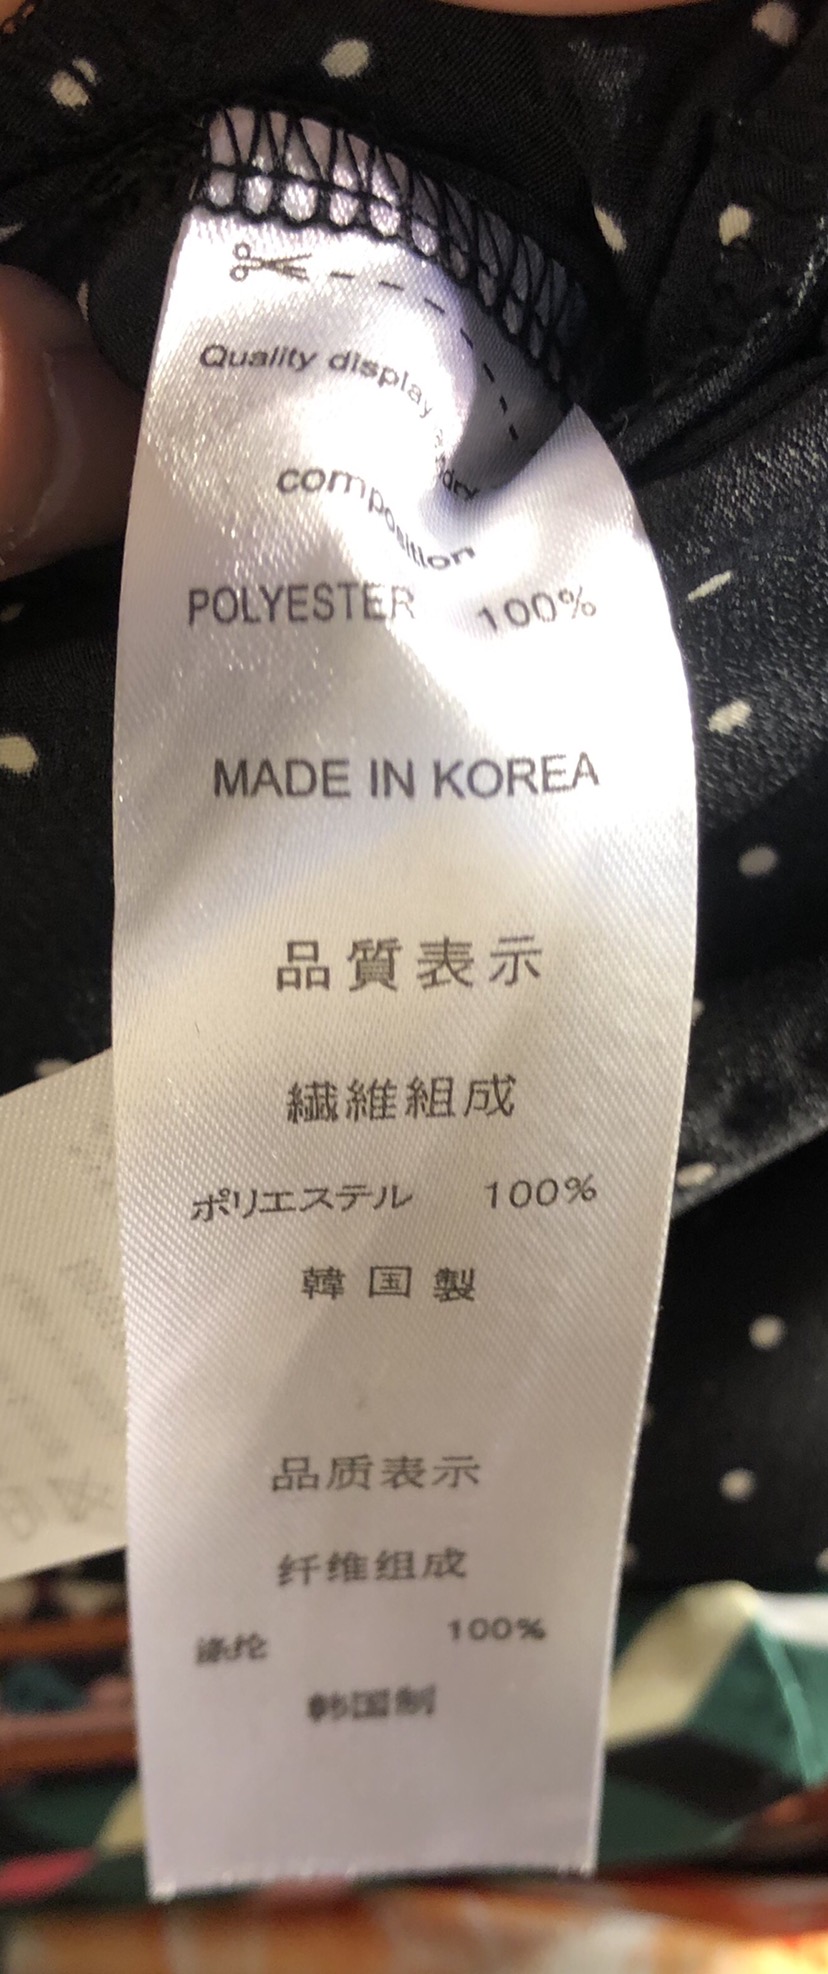 Quality display
composition
POLYESTER 100%
MADE IN KOREA
品質表示
繊維組成
ポリエステル 100%
韓国製
品质表示
纤维组成
涤纶 100%
韩国制